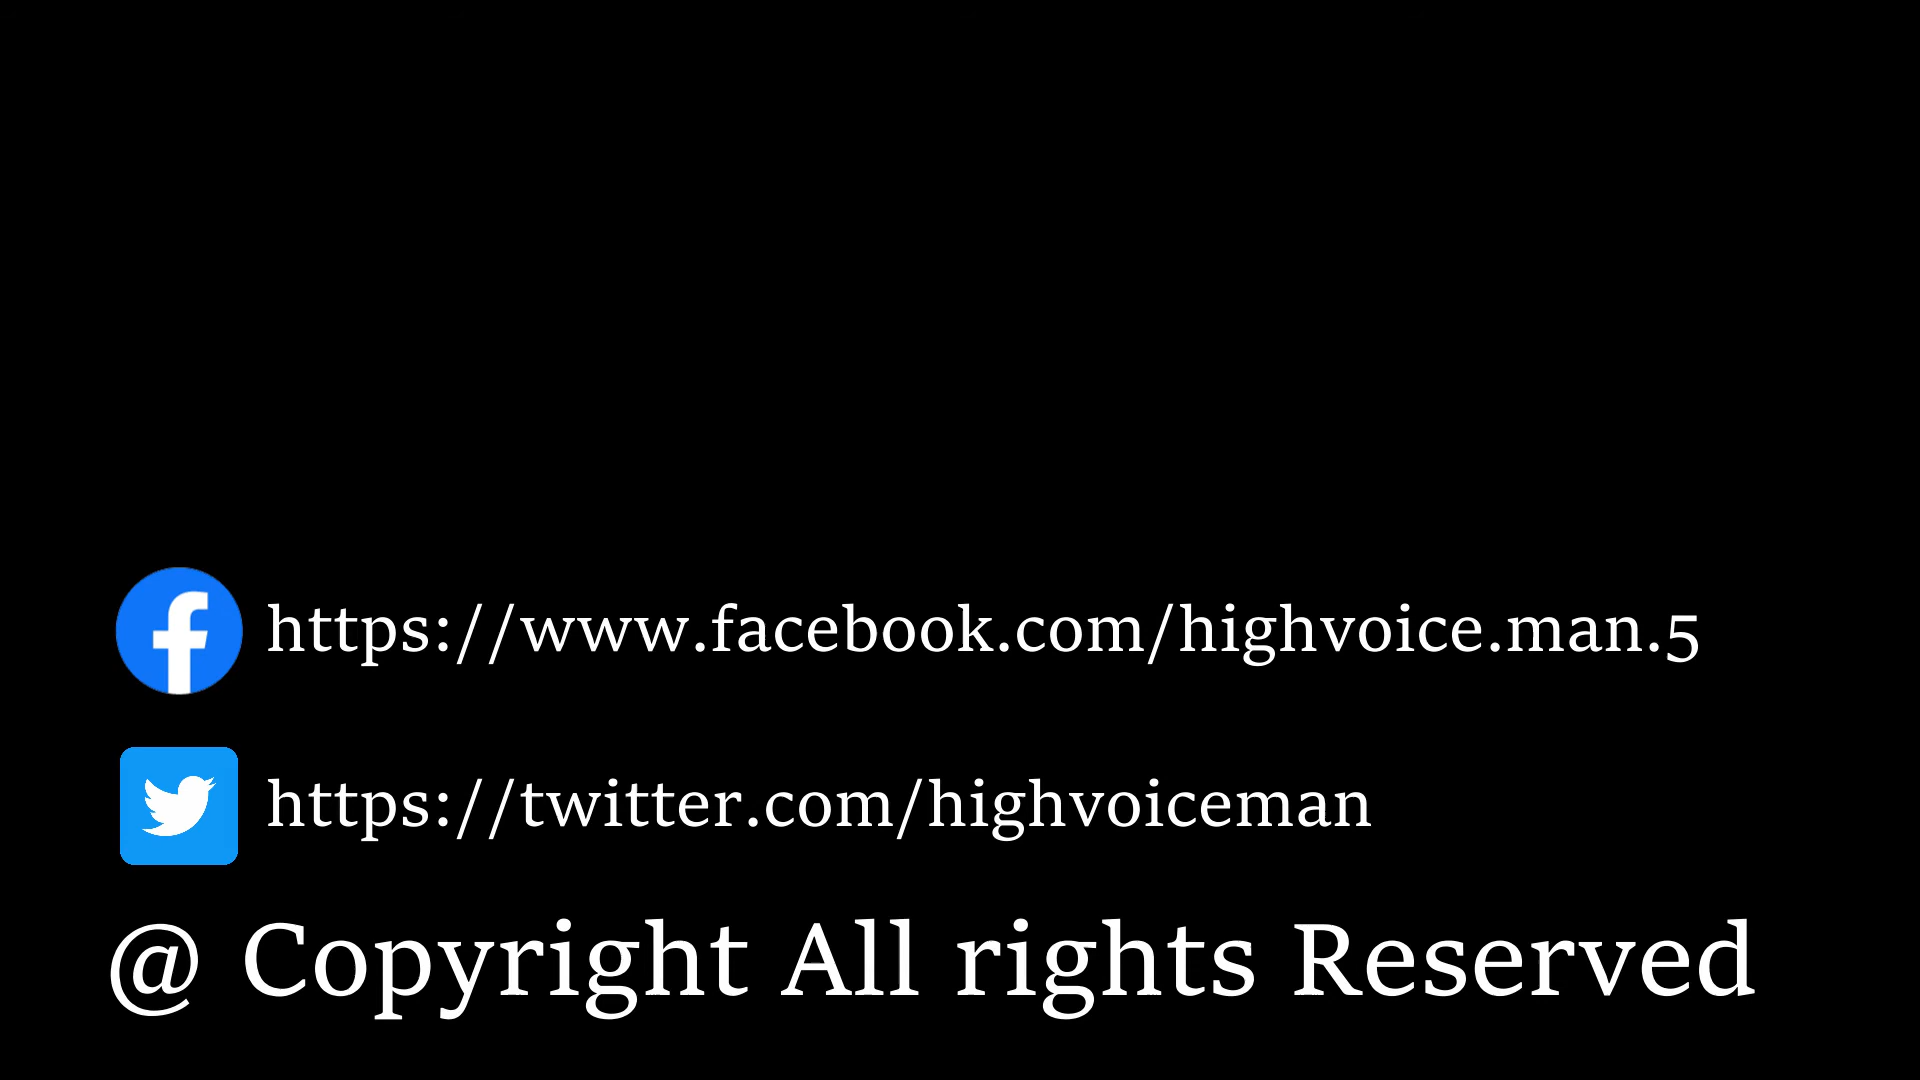 https://www.facebook.com/highvoice.man.5
https://twitter.com/highvoiceman
@ Copyright All rights Reserved